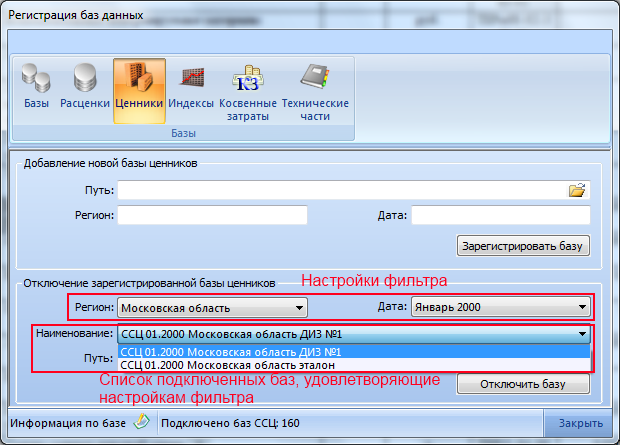 Регистрация баз данных
Базы
Расценки
Ценники
Индексы
Косвенные
затраты
Технические
части
КЗ
Базы
Добавление новой базы ценников
Путь:
Регион:
Дата:
Зарегистрировать базу
Отключение зарегистрированной базы ценников
Настройки фильтра
Регион: Московская область
Дата: Январь 2000
Наименование: ССЦ 01.2000 Московская область ДИЗ №1
ССЦ 01.2000 Московская область ДИЗ №1
Путь: ССЦ 01.2000 Московская область эталон
Список подключенных баз, удовлетворяющие
настройкам фильтра
Отключить базу
Информация по базе
Подключено баз ССЦ: 160
Закрыть